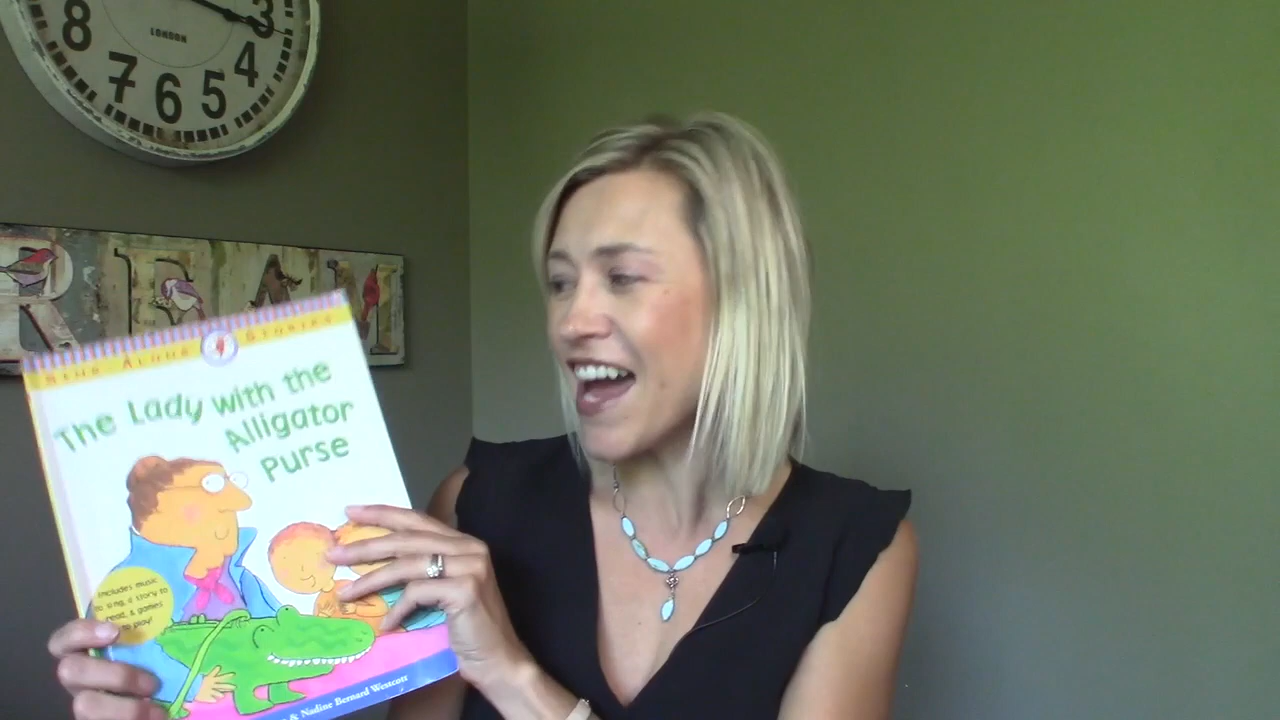 8 3
LONDON
7 4
6 5
READ
Sing Along Stories
The Lady with the
Alligator
Purse
Includes music
to sing, a story to
read, & games
to play!
& Nadine Bernard Westcott